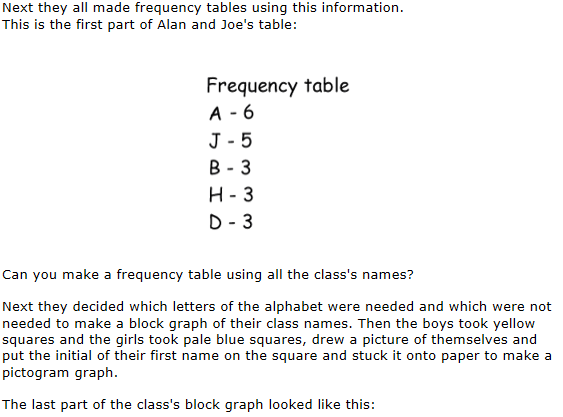 Next they all made frequency tables using this information.
This is the first part of Alan and Joe's table:
Frequency table
A - 6
J - 5
B - 3
H - 3
D - 3
Can you make a frequency table using all the class's names?
Next they decided which letters of the alphabet were needed and which were not
needed to make a block graph of their class names. Then the boys took yellow
squares and the girls took pale blue squares, drew a picture of themselves and
put the initial of their first name on the square and stuck it onto paper to make a
pictogram graph.
The last part of the class's block graph looked like this: